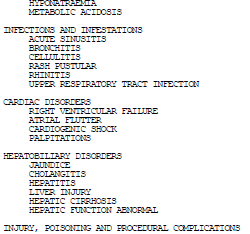 HYPONATRAEMIA
METABOLIC ACIDOSIS
INFECTIONS AND INFESTATIONS
ACUTE SINUSITIS
BRONCHITIS
CELLULITIS
RASH PUSTULAR
RHINITIS
UPPER RESPIRATORY TRACT INFECTION
CARDIAC DISORDERS
RIGHT VENTRICULAR FAILURE
ATRIAL FLUTTER
CARDIOGENIC SHOCK
PALPITATIONS
HEPATOBILIARY DISORDERS
JAUNDICE
CHOLANGITIS
HEPATITIS
LIVER INJURY
HEPATIC CIRRHOSIS
HEPATIC FUNCTION ABNORMAL
INJURY, POISONING AND PROCEDURAL COMPLICATIONS